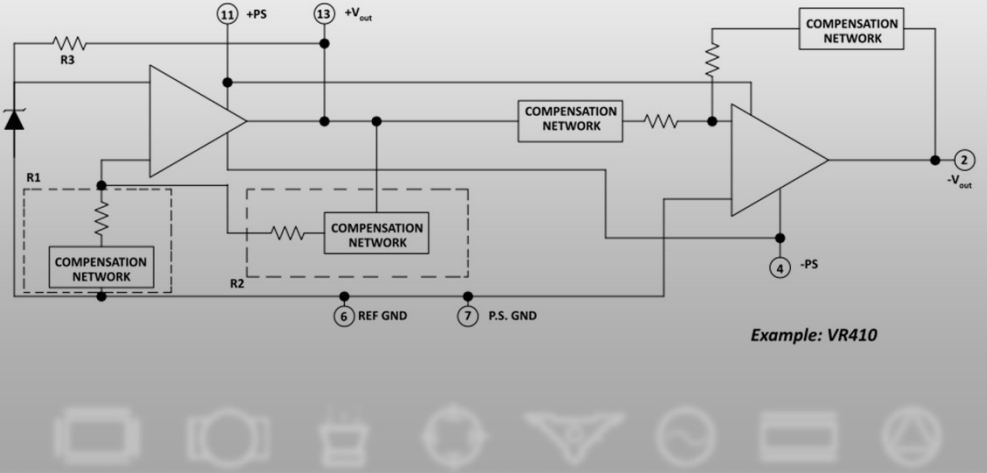 11 +PS
13 +Vout
COMPENSATION
NETWORK
R3
COMPENSATION
NETWORK
2
-Vout
R1
COMPENSATION
NETWORK
COMPENSATION
NETWORK
R2
4 -PS
6 REF GND
7 P.S. GND
Example: VR410